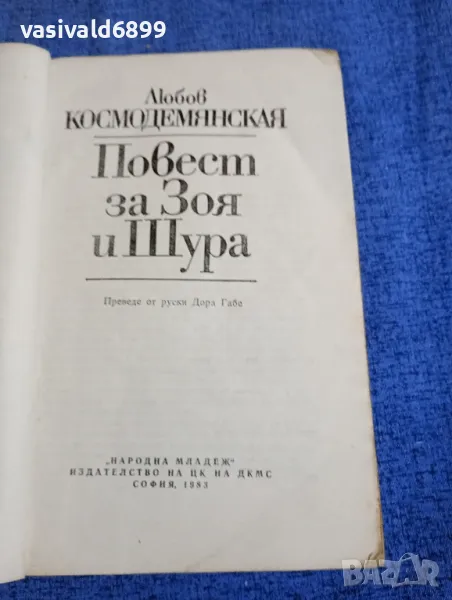 vasivald6899
Любов
КОСМОДЕМЯНСКАЯ
Повест
за Зоя
и Шура
Преведе от руски Дора Габе
„НАРОДНА МЛАДЕЖ“
ИЗДАТЕЛСТВО НА ЦК НА ДКМС
СОФИЯ, 1983
BAZAR